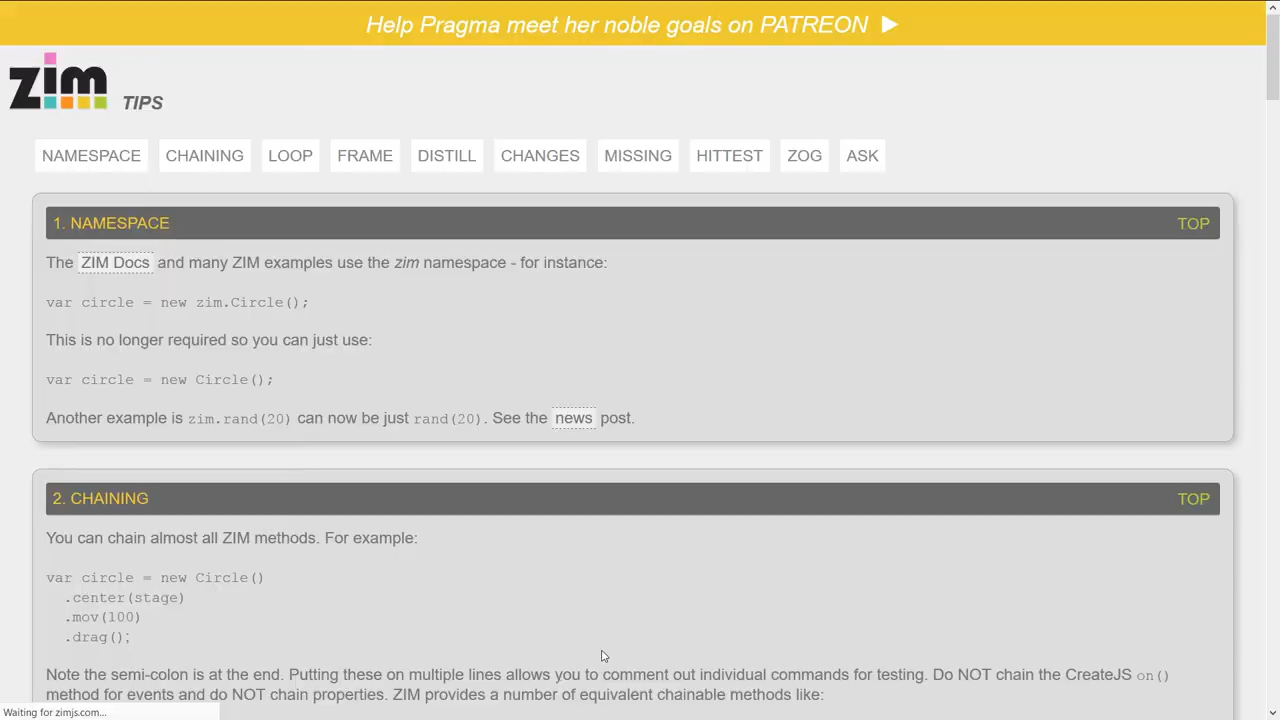 Help Pragma meet her noble goals on PATREON ▶
zim TIPS
NAMESPACE CHAINING LOOP FRAME DISTILL CHANGES MISSING HITTEST ZOG ASK
1. NAMESPACE TOP
The ZIM Docs and many ZIM examples use the zim namespace - for instance:
var circle = new zim.Circle();
This is no longer required so you can just use:
var circle = new Circle();
Another example is zim.rand(20) can now be just rand(20). See the news post.
2. CHAINING TOP
You can chain almost all ZIM methods. For example:
var circle = new Circle()
.center(stage)
.mov(100)
.drag();
Note the semi-colon is at the end. Putting these on multiple lines allows you to comment out individual commands for testing. Do NOT chain the CreateJS on()
method for events and do NOT chain properties. ZIM provides a number of equivalent chainable methods like:
Waiting for zimjs.com...